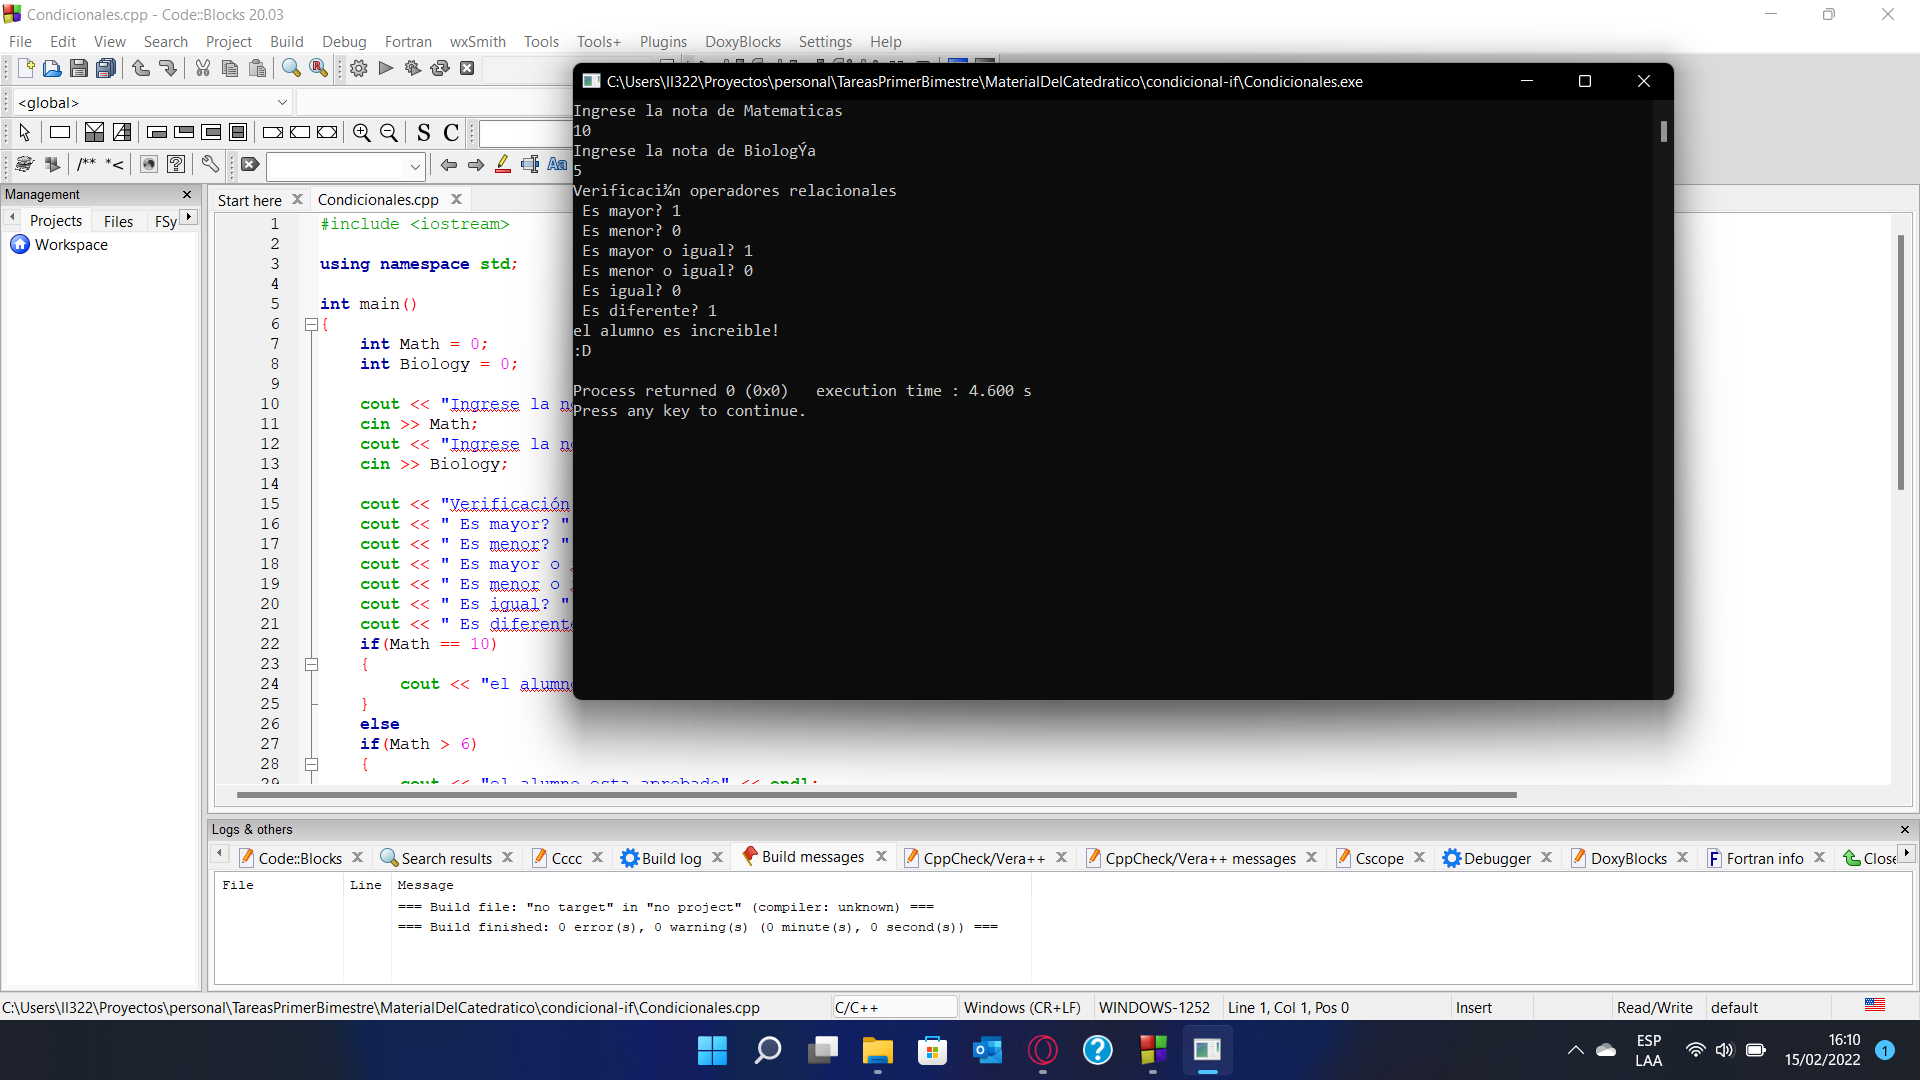 Condicionales.cpp - Code::Blocks 20.03
File Edit View Search Project Build Debug Fortran wxSmith Tools Tools+ Plugins DoxyBlocks Settings Help
<global>
S C
/** *<
Aa
Management
Projects Files FSy
Workspace
Start here Condicionales.cpp
1 #include <iostream>
2
3 using namespace std;
4
5 int main()
6 {
7 int Math = 0;
8 int Biology = 0;
9
10 cout << "Ingrese la
11 cin >> Math;
12 cout << "Ingrese la
13 cin >> Biology;
14
15 cout << "Verificación
16 cout << " Es mayor? "
17 cout << " Es menor? "
18 cout << " Es mayor o
19 cout << " Es menor o
20 cout << " Es igual? "
21 cout << " Es diferente
22 if(Math == 10)
23 {
24 cout << "el alumno
25 }
26 else
27 if(Math > 6)
28 {
29 cout << "el alumno esta aprobado" << endl;
C:\Users\ll322\Proyectos\personal\TareasPrimerBimestre\MaterialDelCatedratico\condicional-if\Condicionales.exe
Ingrese la nota de Matematicas
10
Ingrese la nota de BiologÝa
5
Verificaci¾n operadores relacionales
Es mayor? 1
Es menor? 0
Es mayor o igual? 1
Es menor o igual? 0
Es igual? 0
Es diferente? 1
el alumno es increible!
:D
Process returned 0 (0x0) execution time : 4.600 s
Press any key to continue.
Logs & others
Code::Blocks Search results Cccc Build log Build messages CppCheck/Vera++ CppCheck/Vera++ messages Cscope Debugger DoxyBlocks Fortran info Close
File Line Message
=== Build file: "no target" in "no project" (compiler: unknown) ===
=== Build finished: 0 error(s), 0 warning(s) (0 minute(s), 0 second(s)) ===
C:\Users\ll322\Proyectos\personal\TareasPrimerBimestre\MaterialDelCatedratico\condicional-if\Condicionales.cpp C/C++ Windows (CR+LF) WINDOWS-1252 Line 1, Col 1, Pos 0 Insert Read/Write default
ESP
LAA
16:10
15/02/2022
1